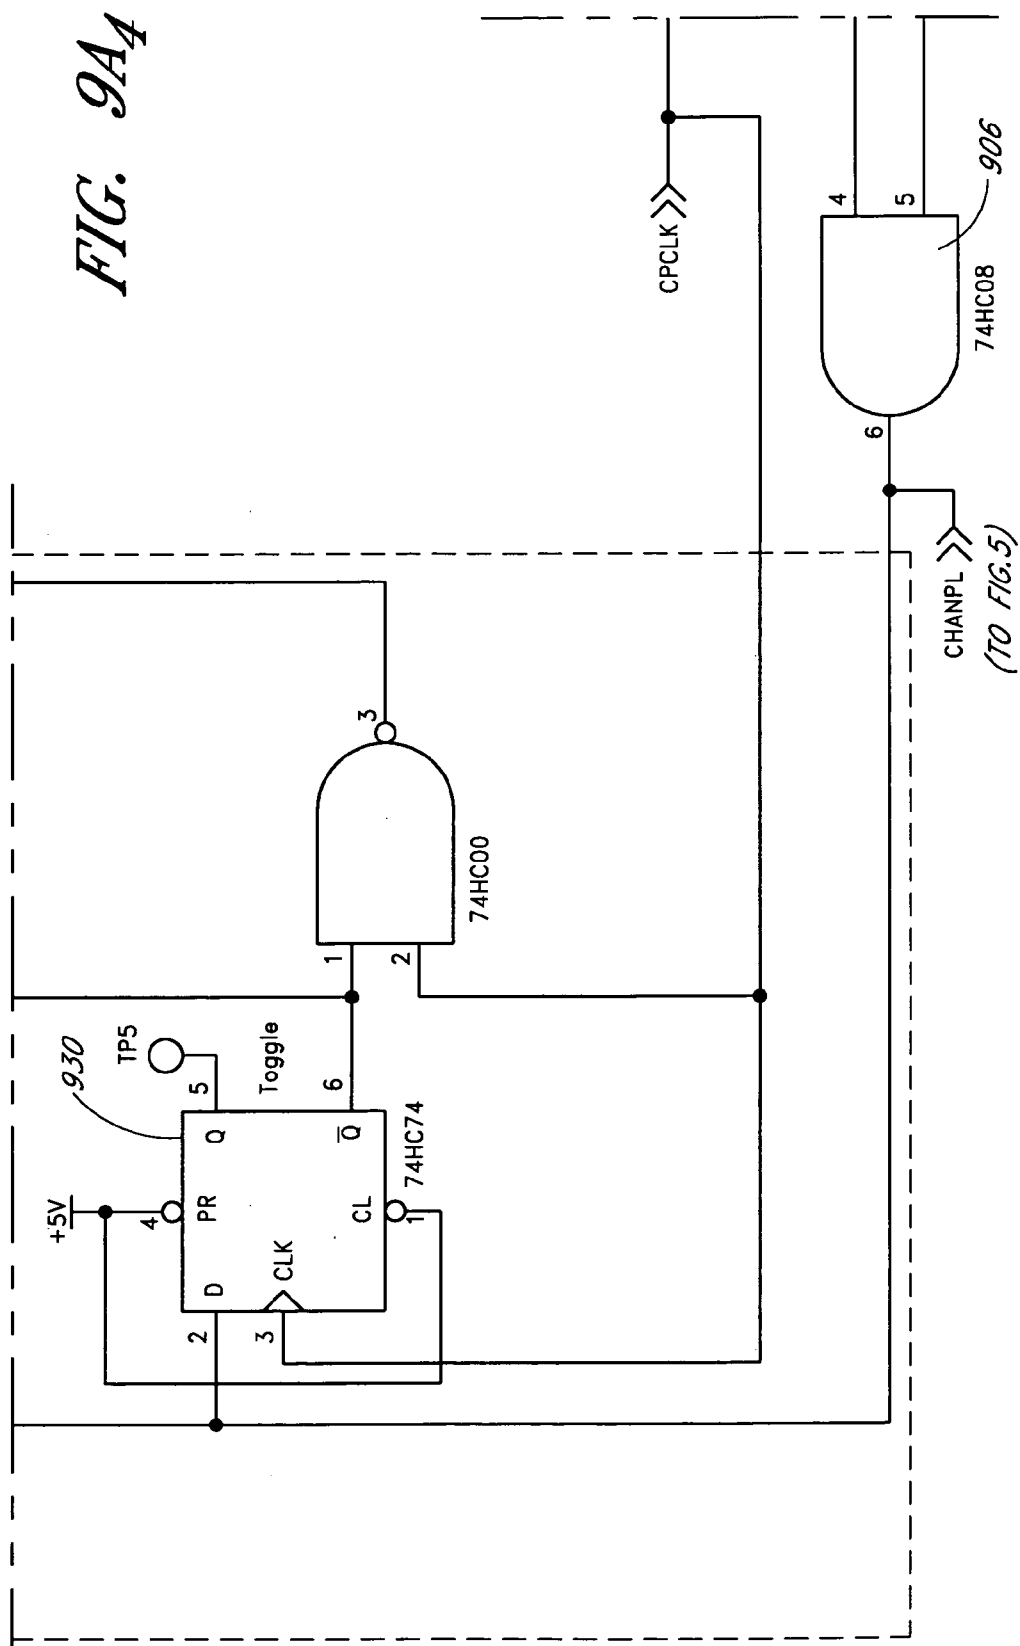 FIG. 9A4
+5V
930
TP5
4
PR
2
D
Q
5
Toggle
3
CLK
CL
Q
6
1
74HC74
1
2
3
74HC00
CPCLK
4
5
6
906
74HC08
CHANPL
(TO FIG.5)